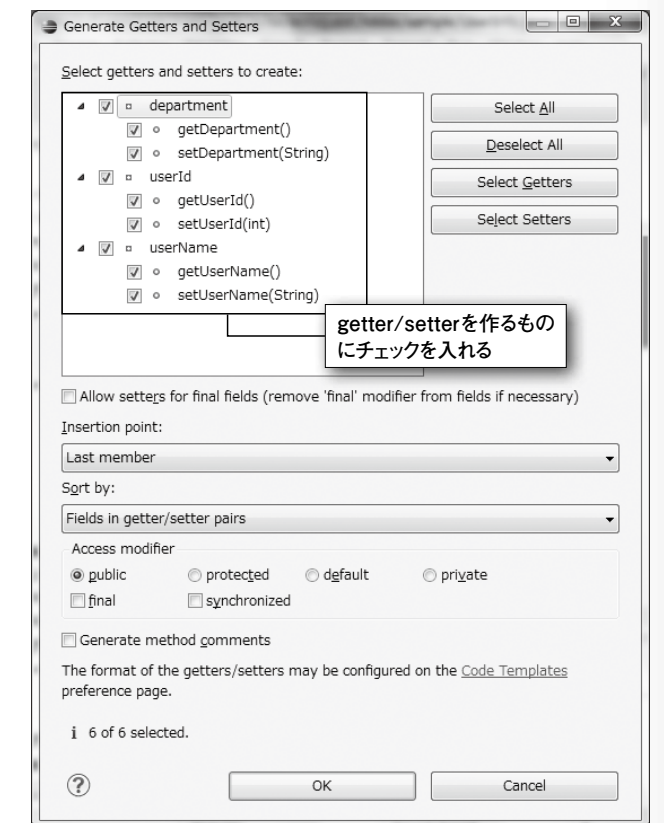 Generate Getters and Setters
Select getters and setters to create:
department
getDepartment()
setDepartment(String)
userId
getUserId()
setUserId(int)
userName
getUserName()
setUserName(String)
Select All
Deselect All
Select Getters
Select Setters
getter/setterを作るもの
にチェックを入れる
Allow setters for final fields (remove 'final' modifier from fields if necessary)
Insertion point:
Last member
Sort by:
Fields in getter/setter pairs
Access modifier
public protected default private
final synchronized
Generate method comments
The format of the getters/setters may be configured on the Code Templates
preference page.
i 6 of 6 selected.
? OK Cancel